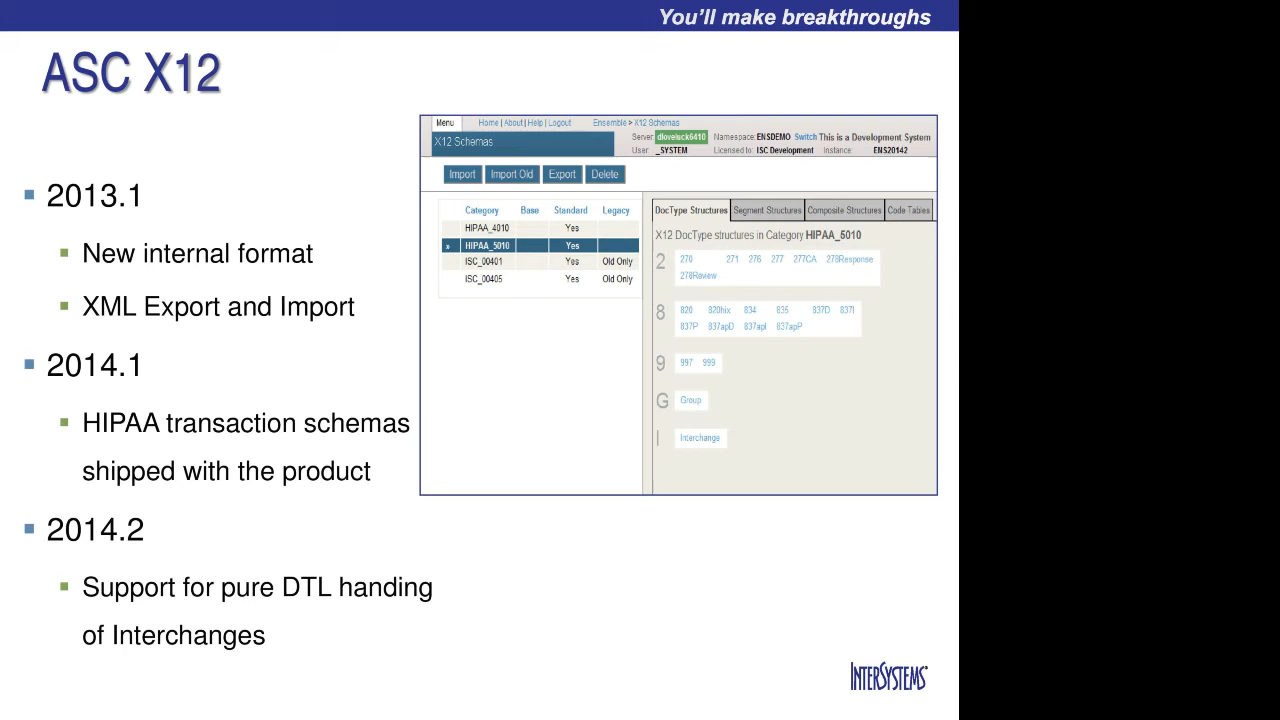 You'll make breakthroughs
ASC X12
2013.1
New internal format
XML Export and Import
2014.1
HIPAA transaction schemas
shipped with the product
2014.2
Support for pure DTL handing
of Interchanges
Menu Home | About | Help | Logout Ensemble > X12 Schemas
X12 Schemas
Server: dloveluck6410 Namespace: ENSDEMO Switch This is a Development System
User: _SYSTEM Licensed to: ISC Development Instance: ENS20142
Import Import Old Export Delete
Category Base Standard Legacy
HIPAA_4010 Yes
» HIPAA_5010 Yes
ISC_00401 Yes Old Only
ISC_00405 Yes Old Only
DocType Structures Segment Structures Composite Structures Code Tables
X12 DocType structures in Category HIPAA_5010
2 270 271 276 277 277CA 278Response
278Review
8 820 820hix 834 835 837D 837I
837P 837apD 837apI 837apP
9 997 999
G Group
I Interchange
INTERSYSTEMS